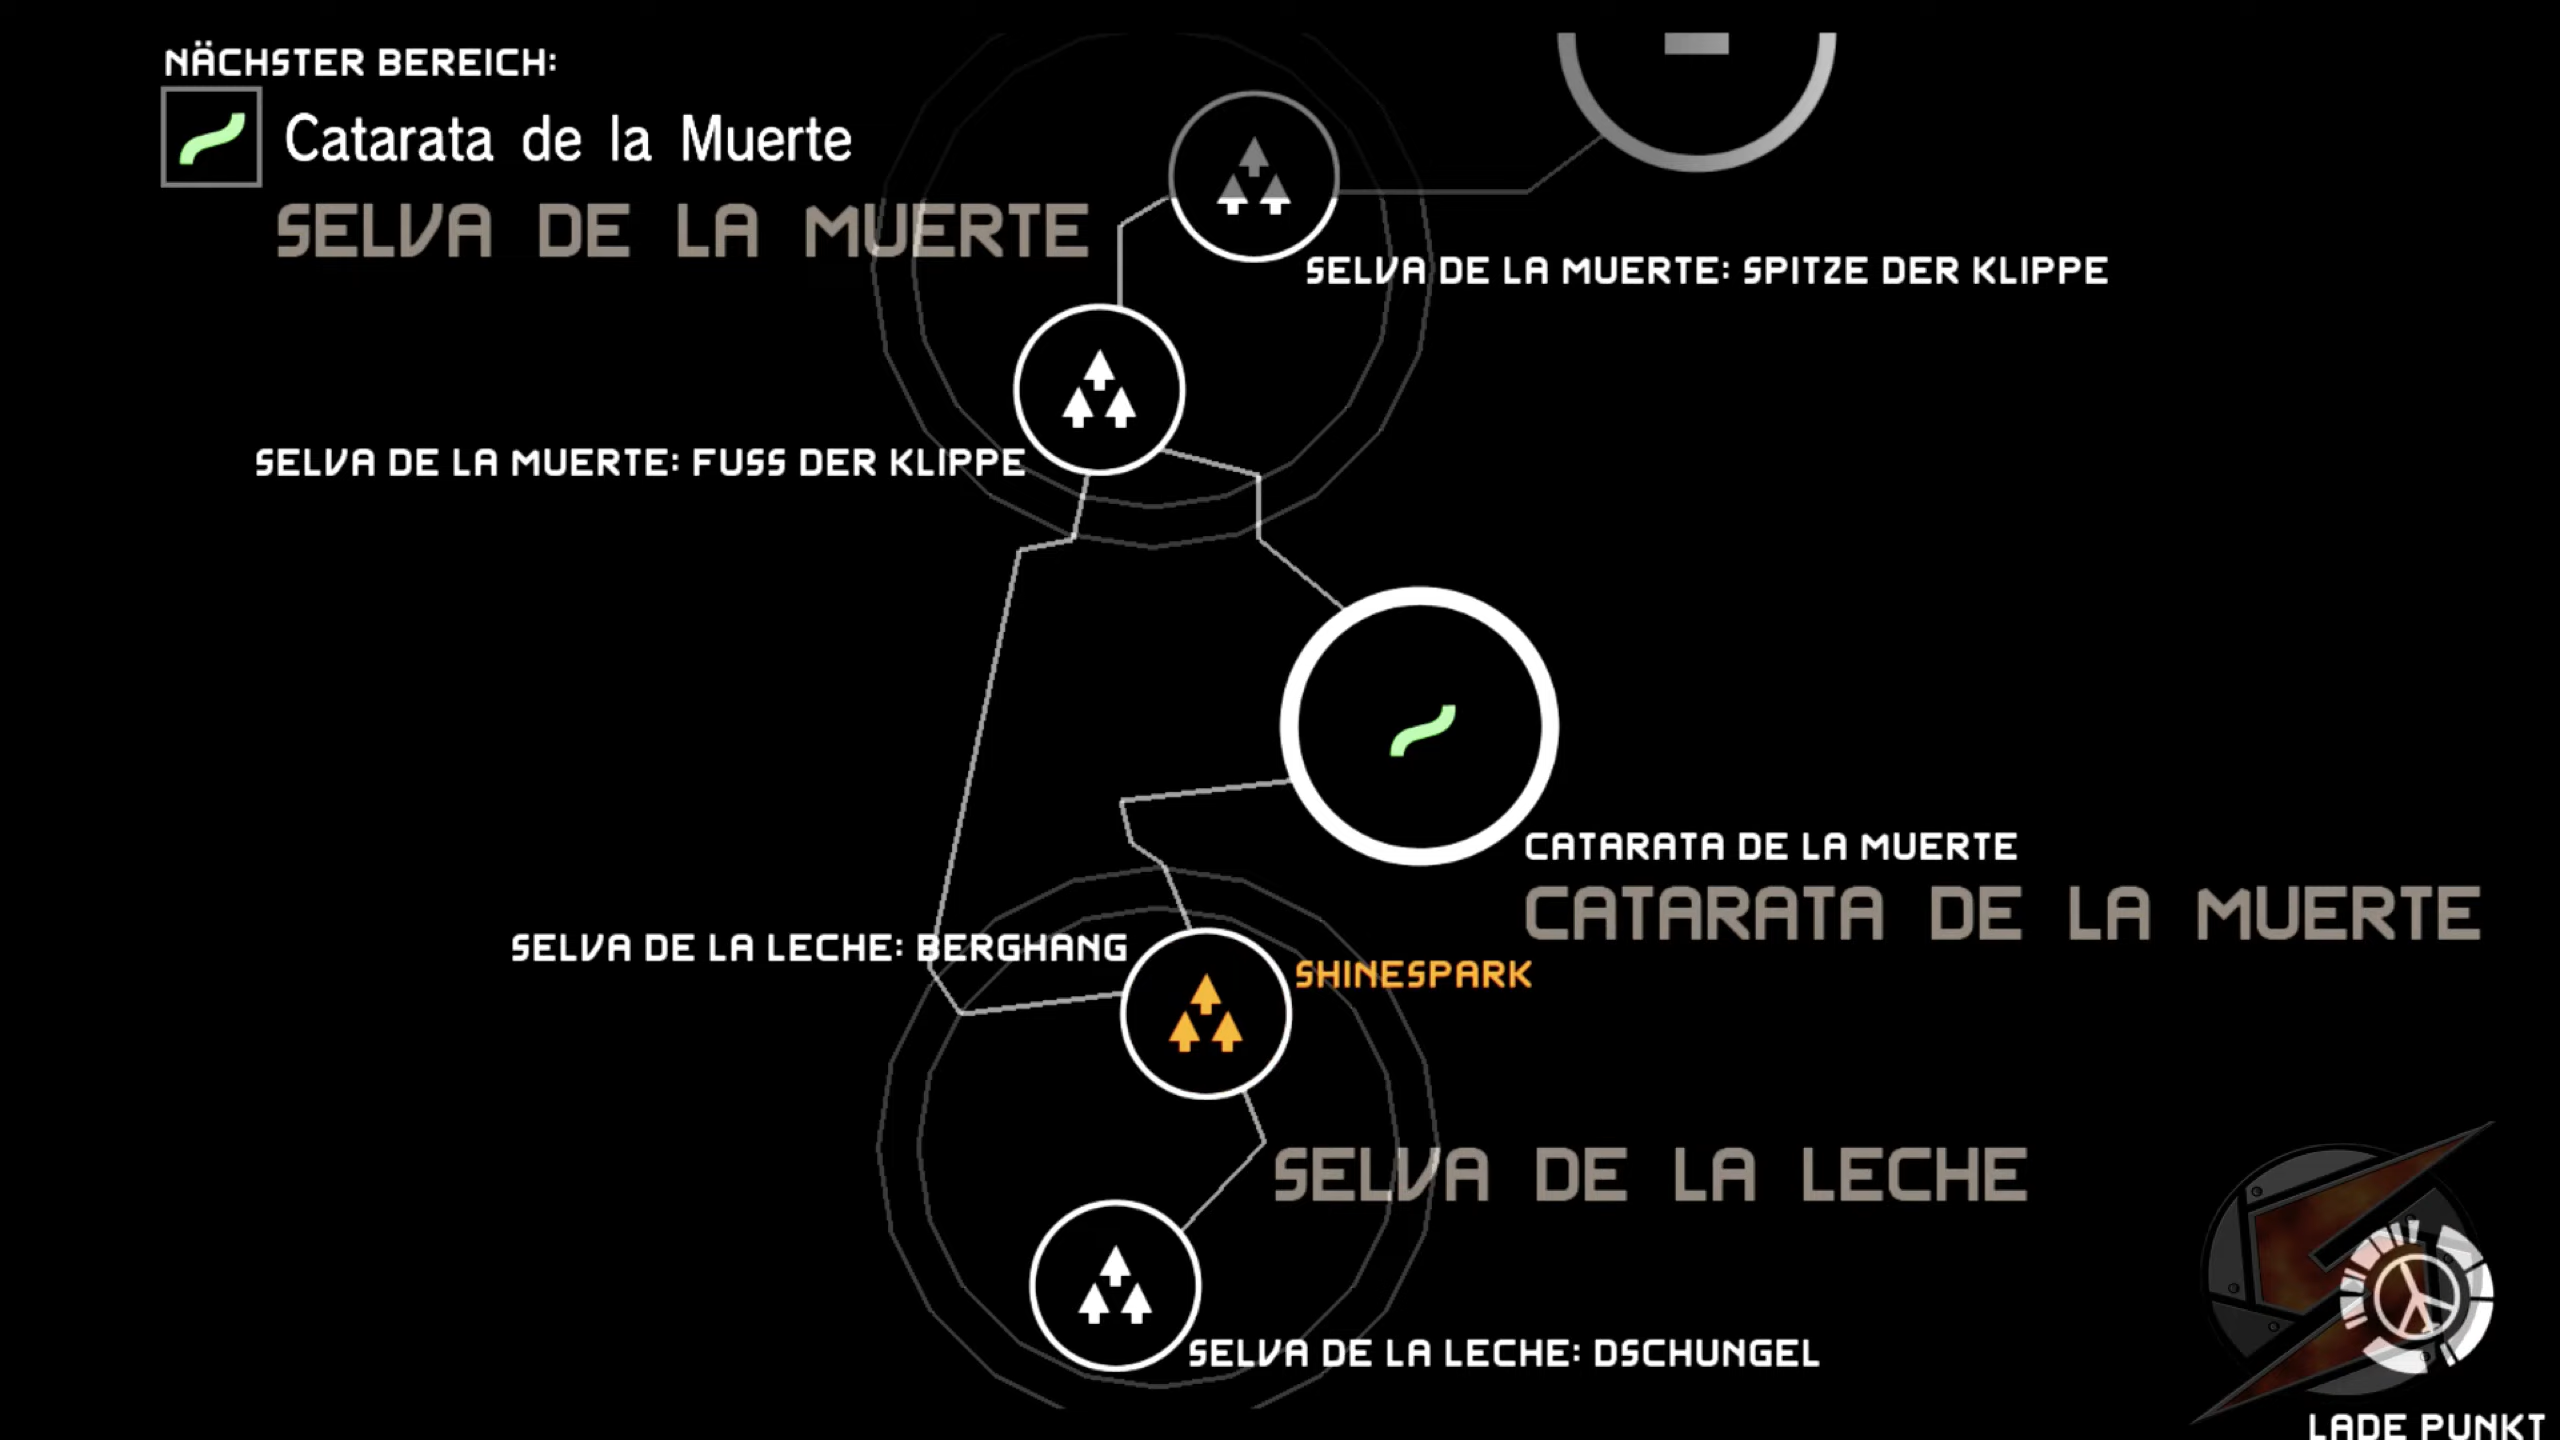 NÄCHSTER BEREICH:
Catarata de la Muerte
SELVA DE LA MUERTE
SELVA DE LA MUERTE: SPITZE DER KLIPPE
SELVA DE LA MUERTE: FUSS DER KLIPPE
CATARATA DE LA MUERTE
CATARATA DE LA MUERTE
SELVA DE LA LECHE: BERGHANG
SHINESPARK
SELVA DE LA LECHE
SELVA DE LA LECHE: DSCHUNGEL
LADE PUNKT